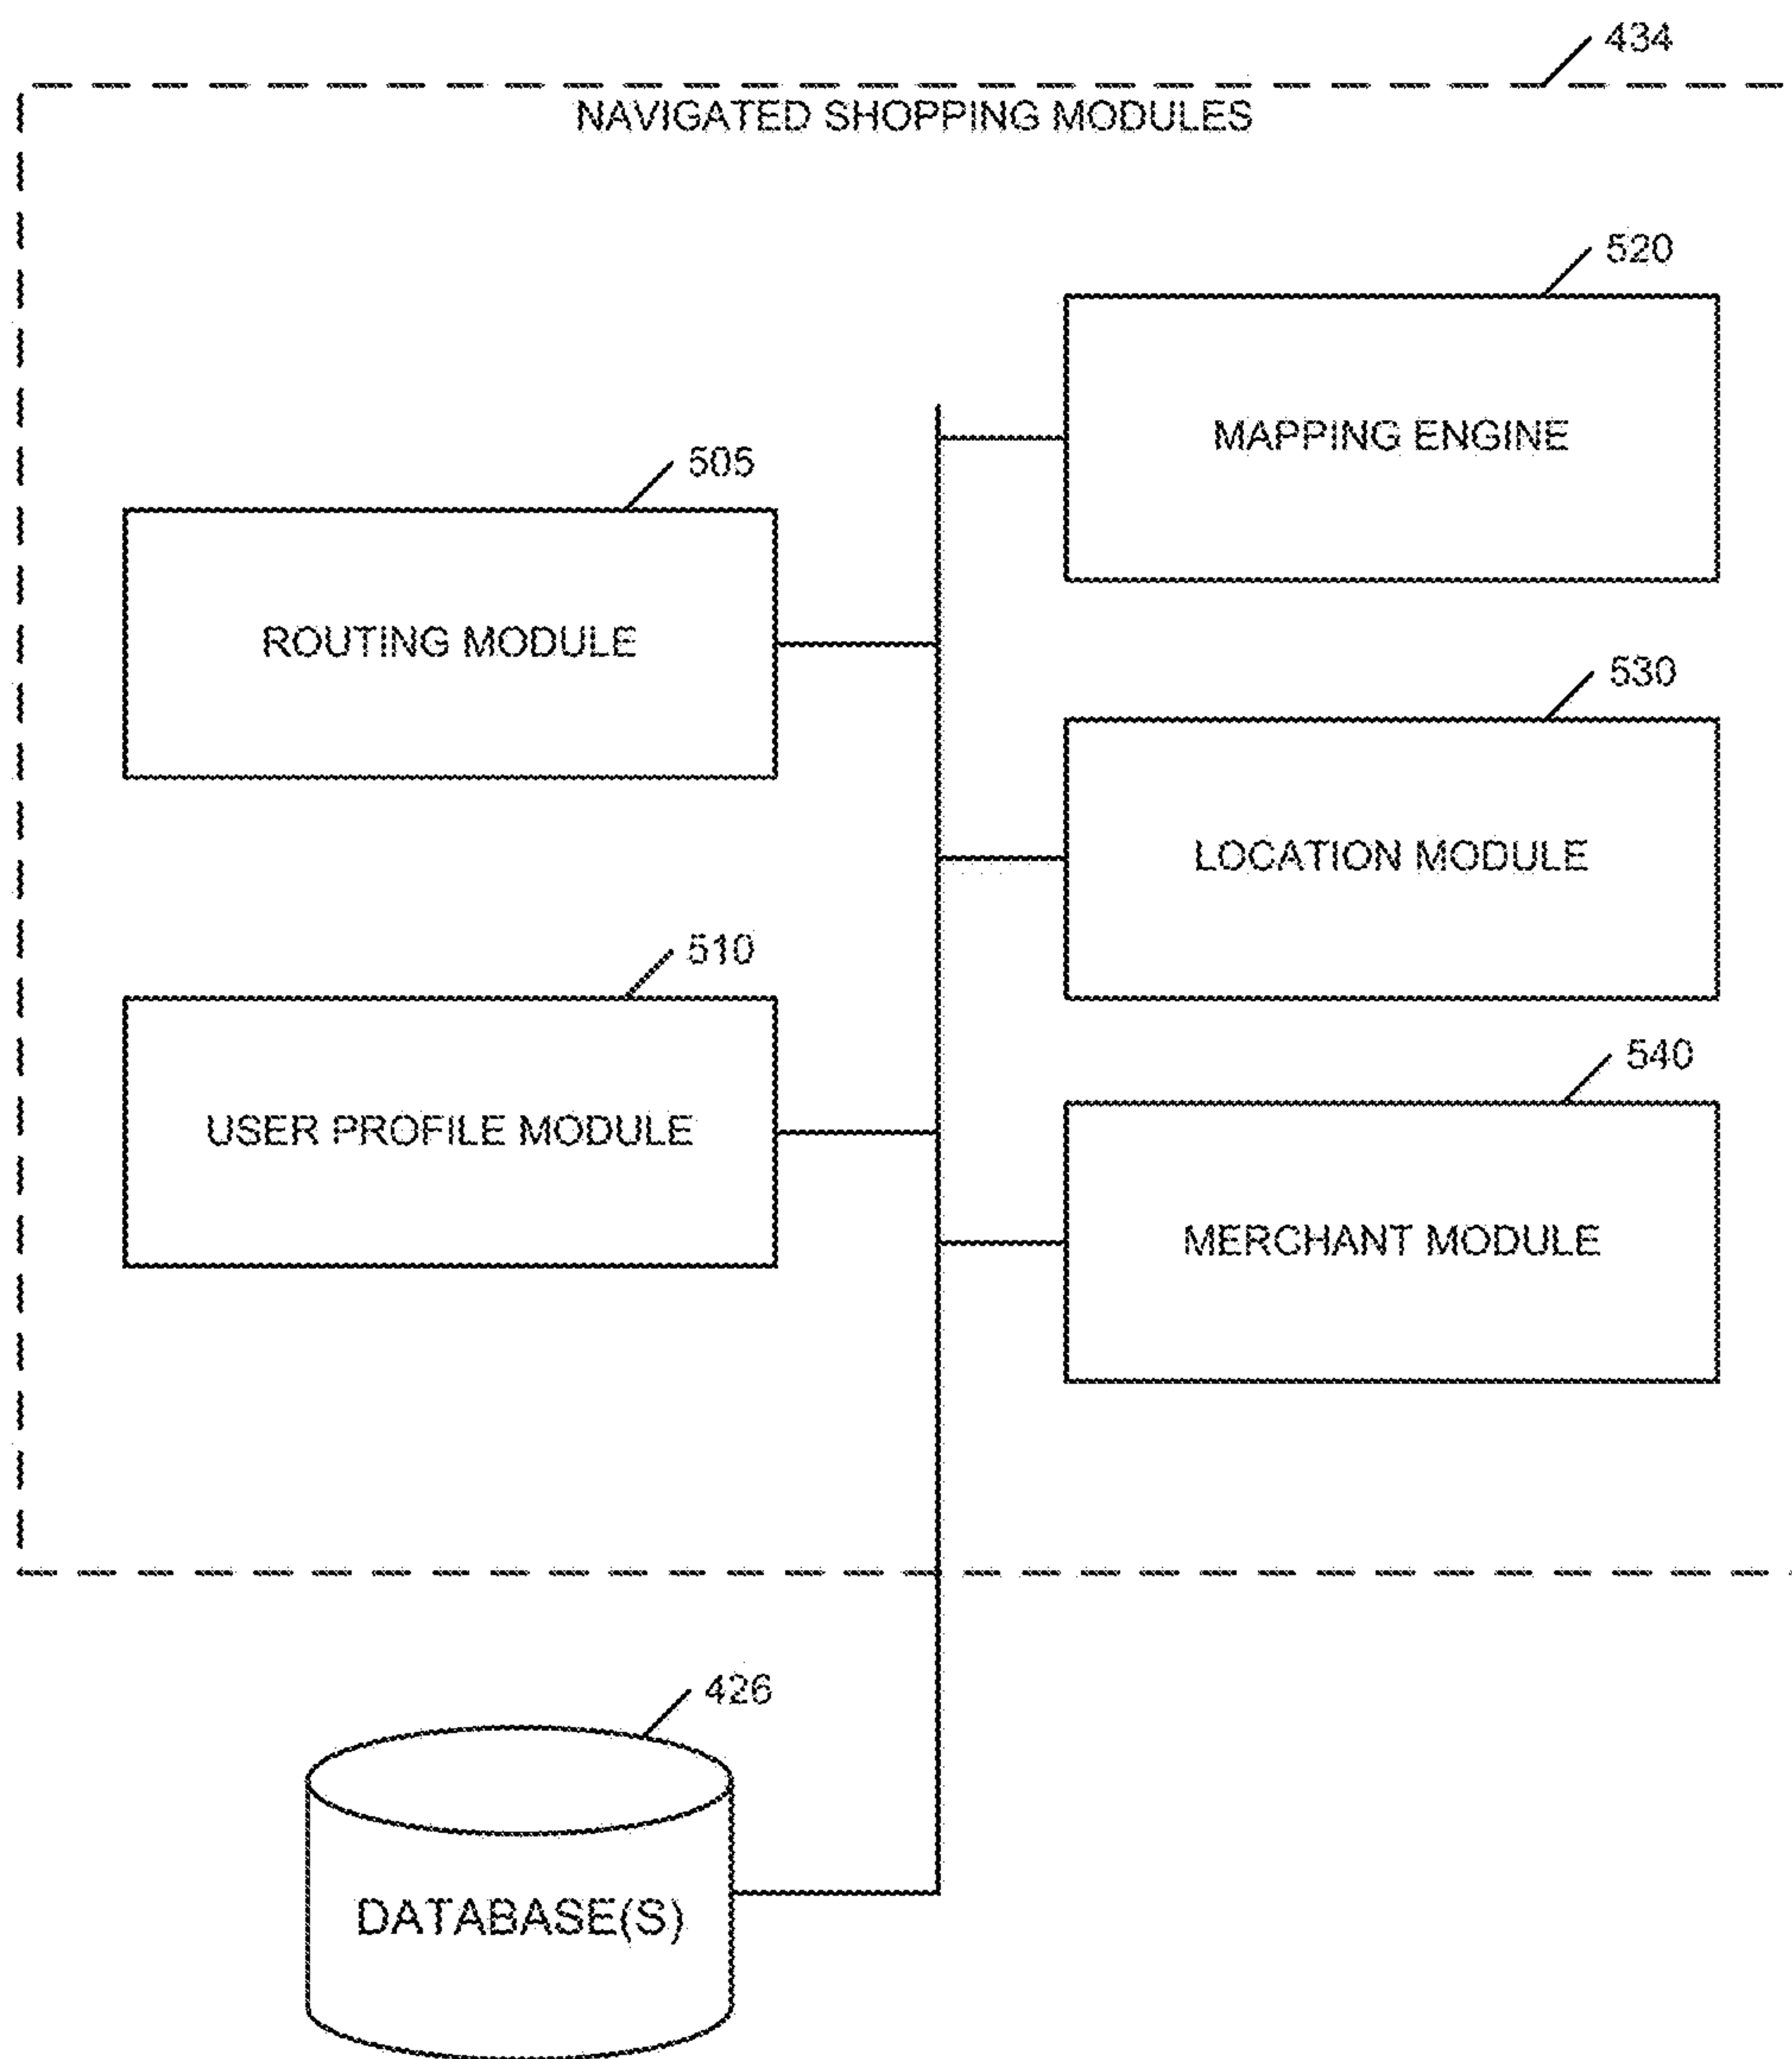 434
NAVIGATED SHOPPING MODULES
520
MAPPING ENGINE
505
ROUTING MODULE
530
LOCATION MODULE
510
USER PROFILE MODULE
540
MERCHANT MODULE
426
DATABASE(S)